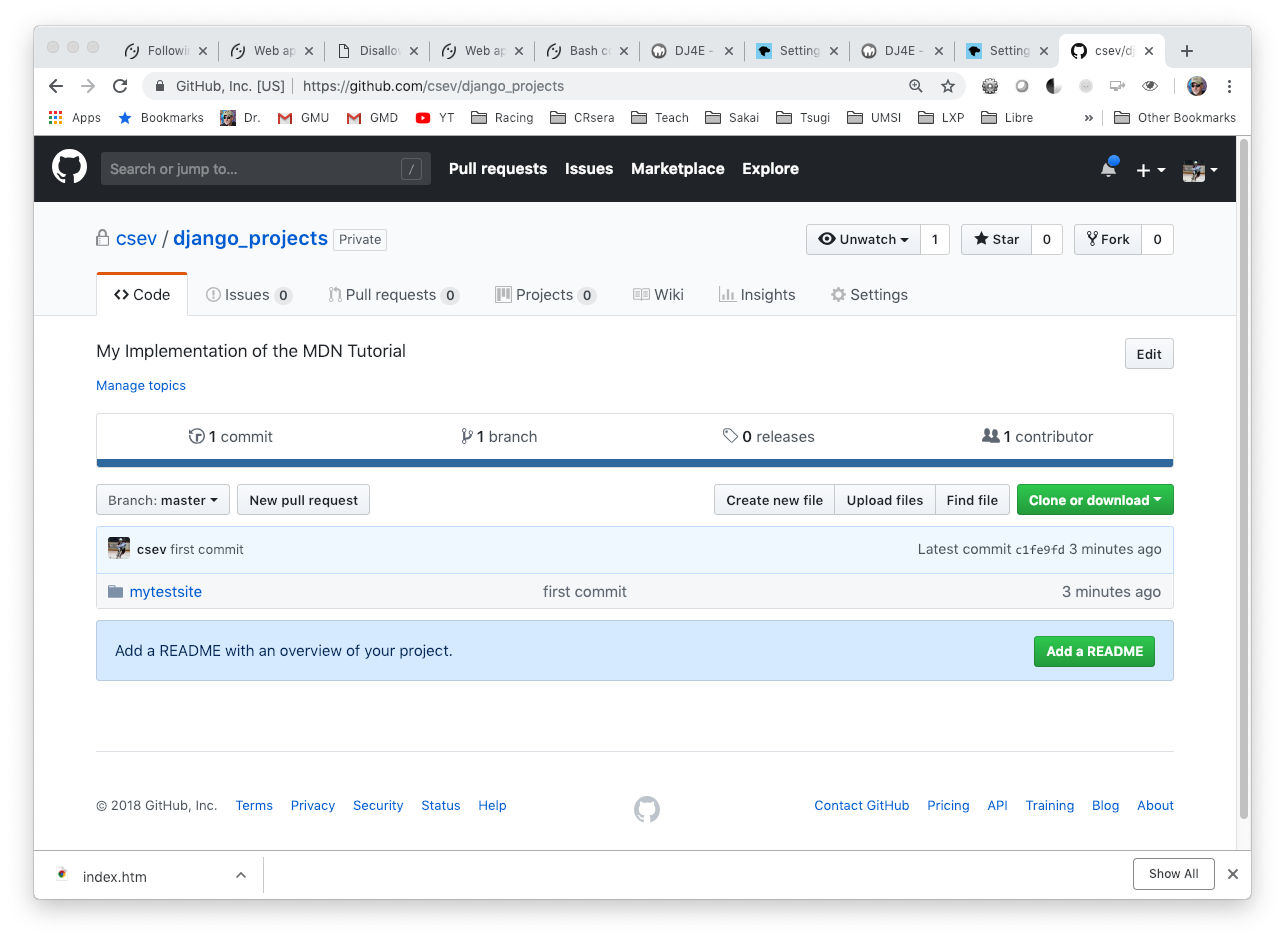 Followi Web ap Disallo Web ap Bash co DJ4E - Setting DJ4E - Setting csev/dj
GitHub, Inc. [US] https://github.com/csev/django_projects
Apps Bookmarks Dr. GMU GMD YT Racing CRsera Teach Sakai Tsugi UMSI LXP Libre » Other Bookmarks
Search or jump to... / Pull requests Issues Marketplace Explore
csev / django_projects Private Unwatch 1 Star 0 Fork 0
Code Issues 0 Pull requests 0 Projects 0 Wiki Insights Settings
My Implementation of the MDN Tutorial Edit
Manage topics
1 commit 1 branch 0 releases 1 contributor
Branch: master New pull request Create new file Upload files Find file Clone or download
csev first commit Latest commit c1fe9fd 3 minutes ago
mytestsite first commit 3 minutes ago
Add a README with an overview of your project. Add a README
© 2018 GitHub, Inc. Terms Privacy Security Status Help Contact GitHub Pricing API Training Blog About
index.htm Show All